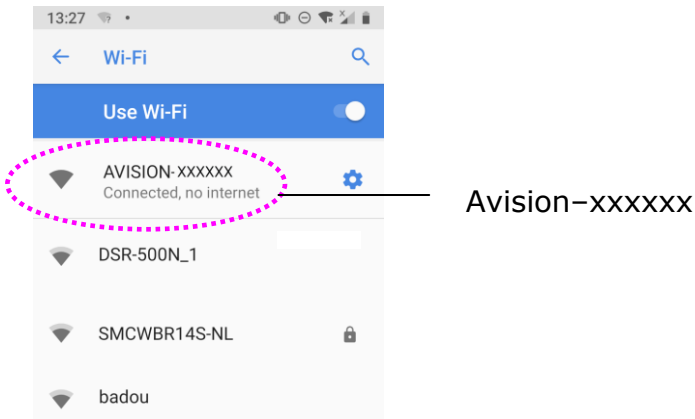 13:27
Wi-Fi
Use Wi-Fi
AVISION-xxxxxx
Connected, no internet
Avision–xxxxxx
DSR-500N_1
SMCWBR14S-NL
badou